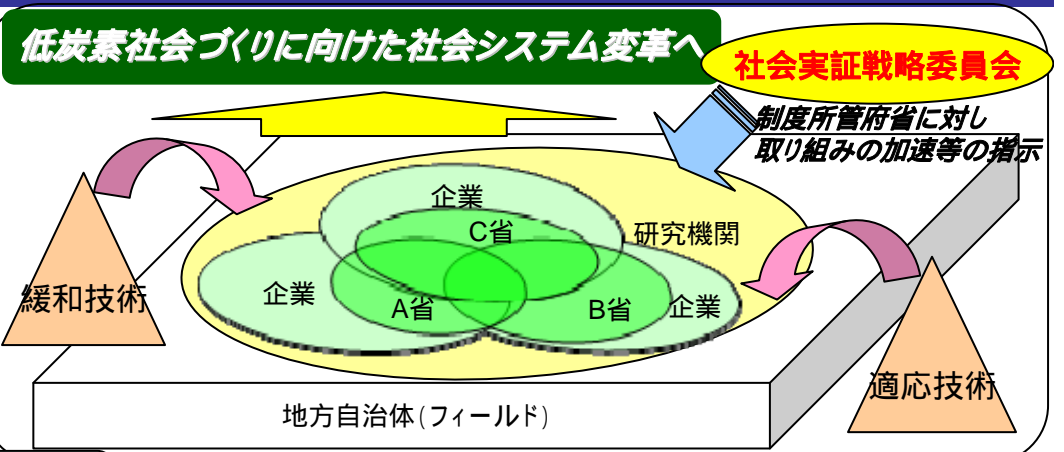 低炭素社会づくりに向けた社会システム変革へ
社会実証戦略委員会
制度所管府省に対し
取り組みの加速等の指示
企業
C省
研究機関
緩和技術
企業
A省
B省
企業
適応技術
地方自治体(フィールド)